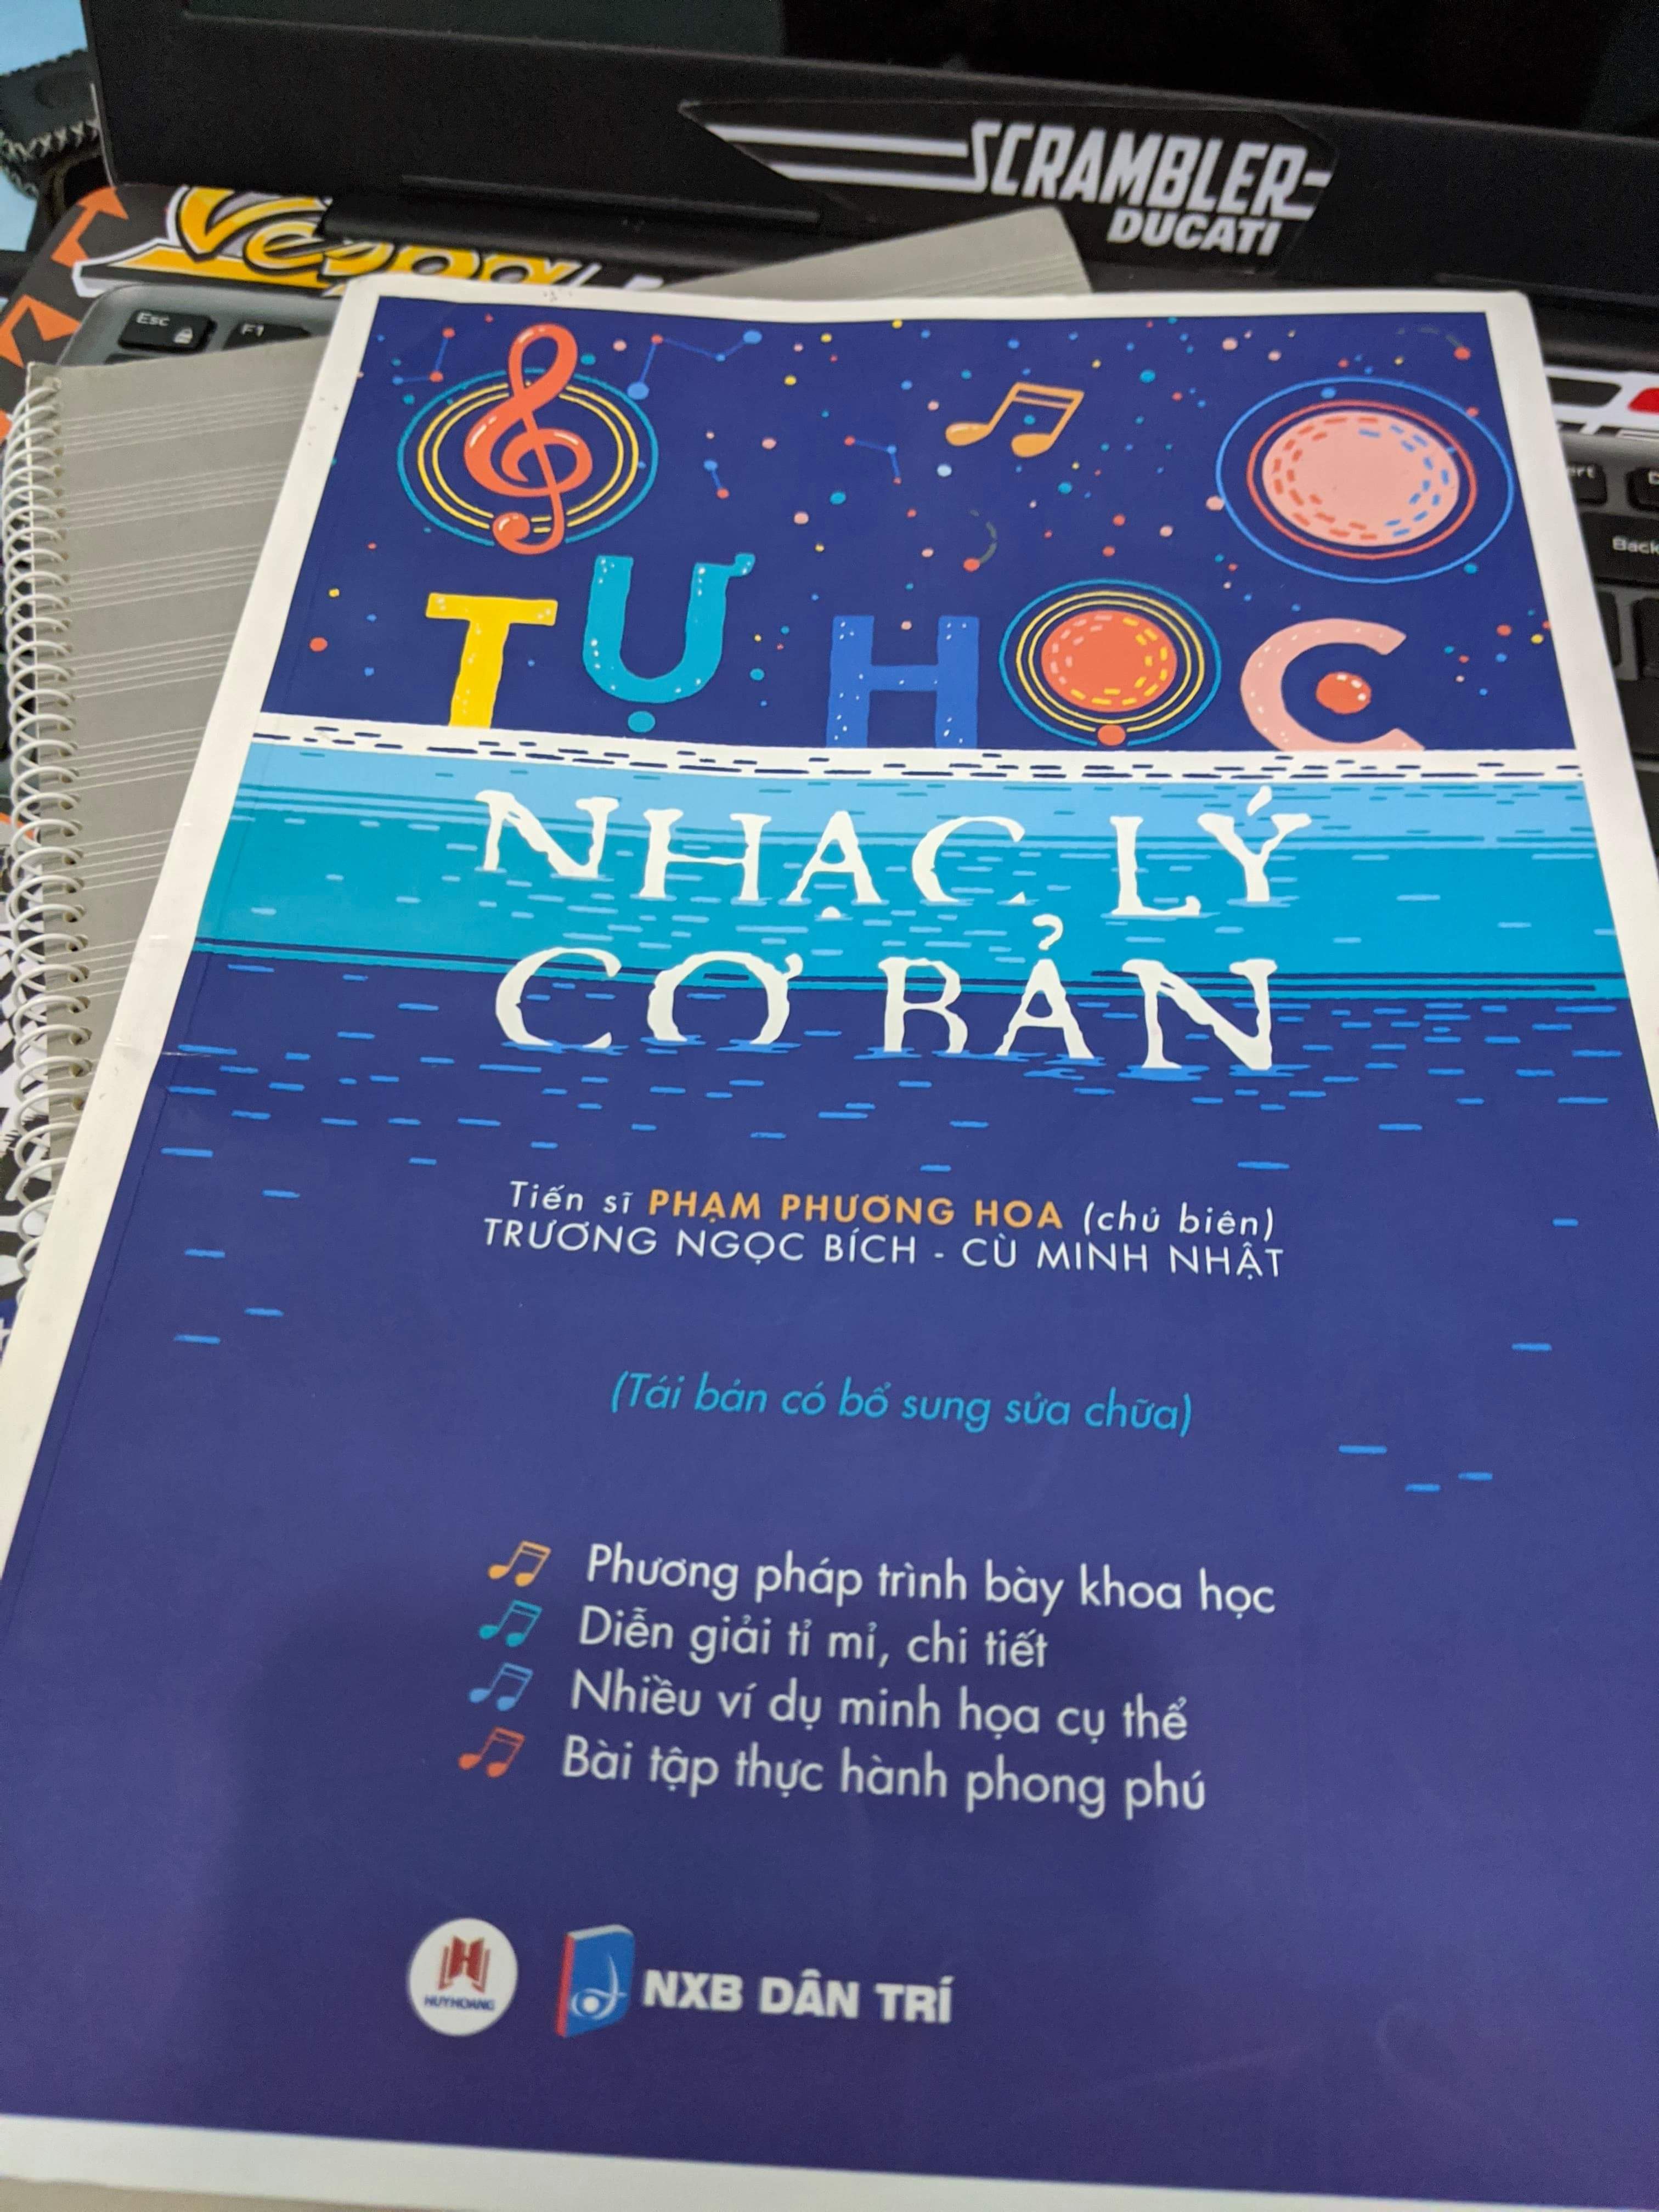 SCRAMBLER
DUCATI
Vespa
Esc
F1
Back
TỰ HỌC
NHẠC LÝ
CƠ BẢN
Tiến sĩ PHẠM PHƯƠNG HOA (chủ biên)
TRƯƠNG NGỌC BÍCH - CÙ MINH NHẬT
(Tái bản có bổ sung sửa chữa)
Phương pháp trình bày khoa học
Diễn giải tỉ mỉ, chi tiết
Nhiều ví dụ minh họa cụ thể
Bài tập thực hành phong phú
HUYHOANG
NXB DÂN TRÍ